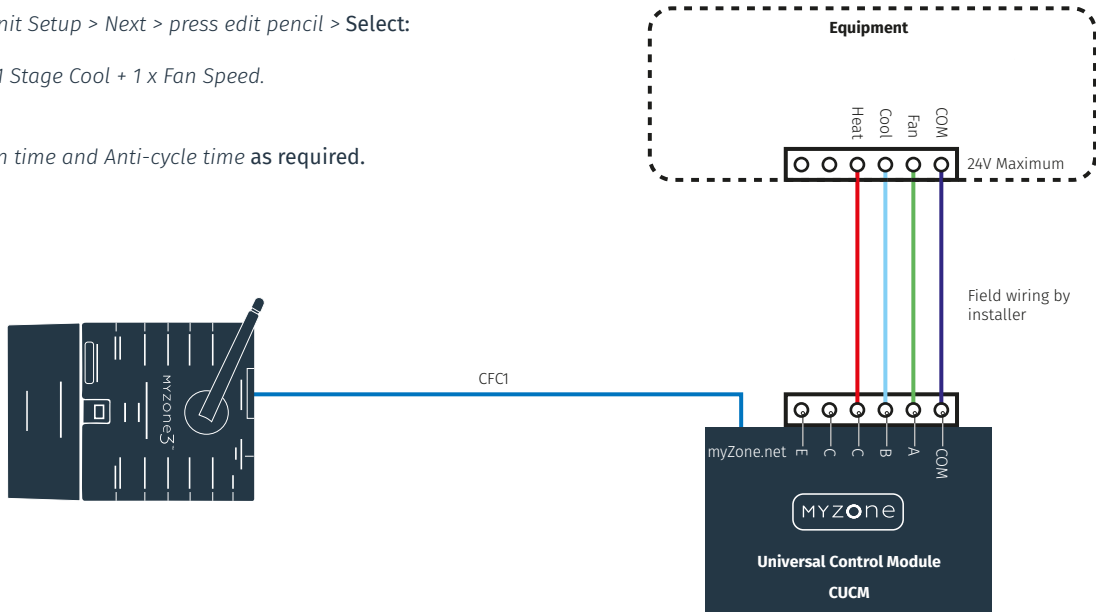 nit Setup > Next > press edit pencil > Select:
1 Stage Cool + 1 x Fan Speed.
n time and Anti-cycle time as required.
Equipment
Heat
Cool
Fan
COM
24V Maximum
Field wiring by
installer
MYZONE3
CFC1
myZone.net
E
C
C
B
A
COM
MYZONE
Universal Control Module
CUCM